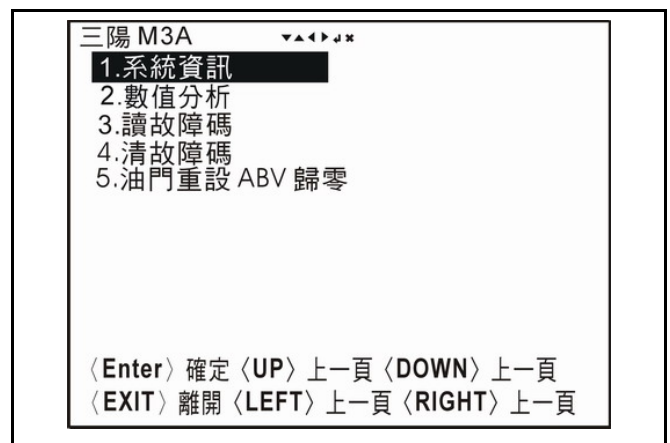 三陽 M3A ▼▲◀▶↲✖
1.系統資訊
2.數值分析
3.讀故障碼
4.清故障碼
5.油門重設 ABV 歸零
〈Enter〉確定〈UP〉上一頁〈DOWN〉上一頁
〈EXIT〉離開〈LEFT〉上一頁〈RIGHT〉上一頁